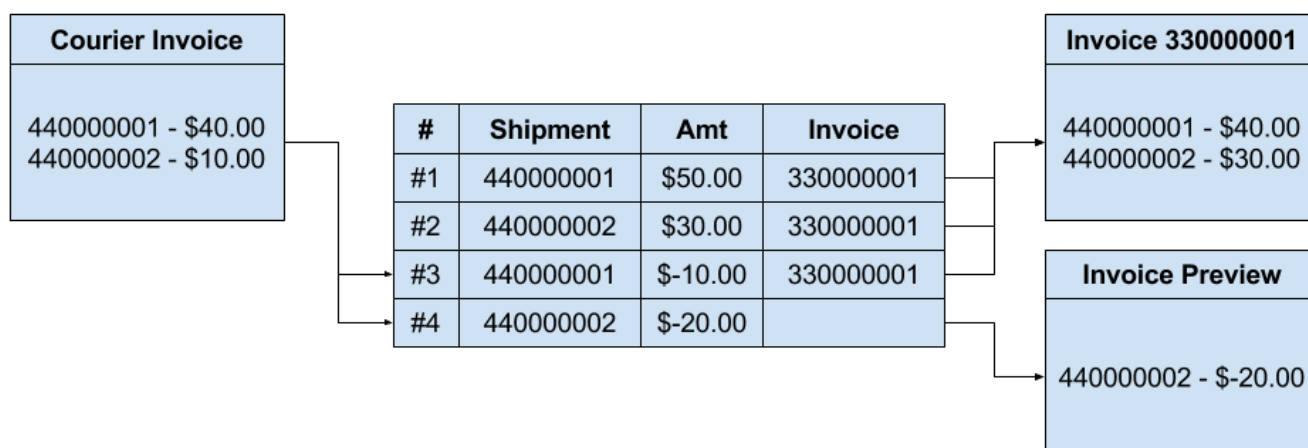 Courier Invoice
440000001 - $40.00
440000002 - $10.00
# Shipment Amt Invoice
#1 440000001 $50.00 330000001
#2 440000002 $30.00 330000001
#3 440000001 $-10.00 330000001
#4 440000002 $-20.00
Invoice 330000001
440000001 - $40.00
440000002 - $30.00
Invoice Preview
440000002 - $-20.00